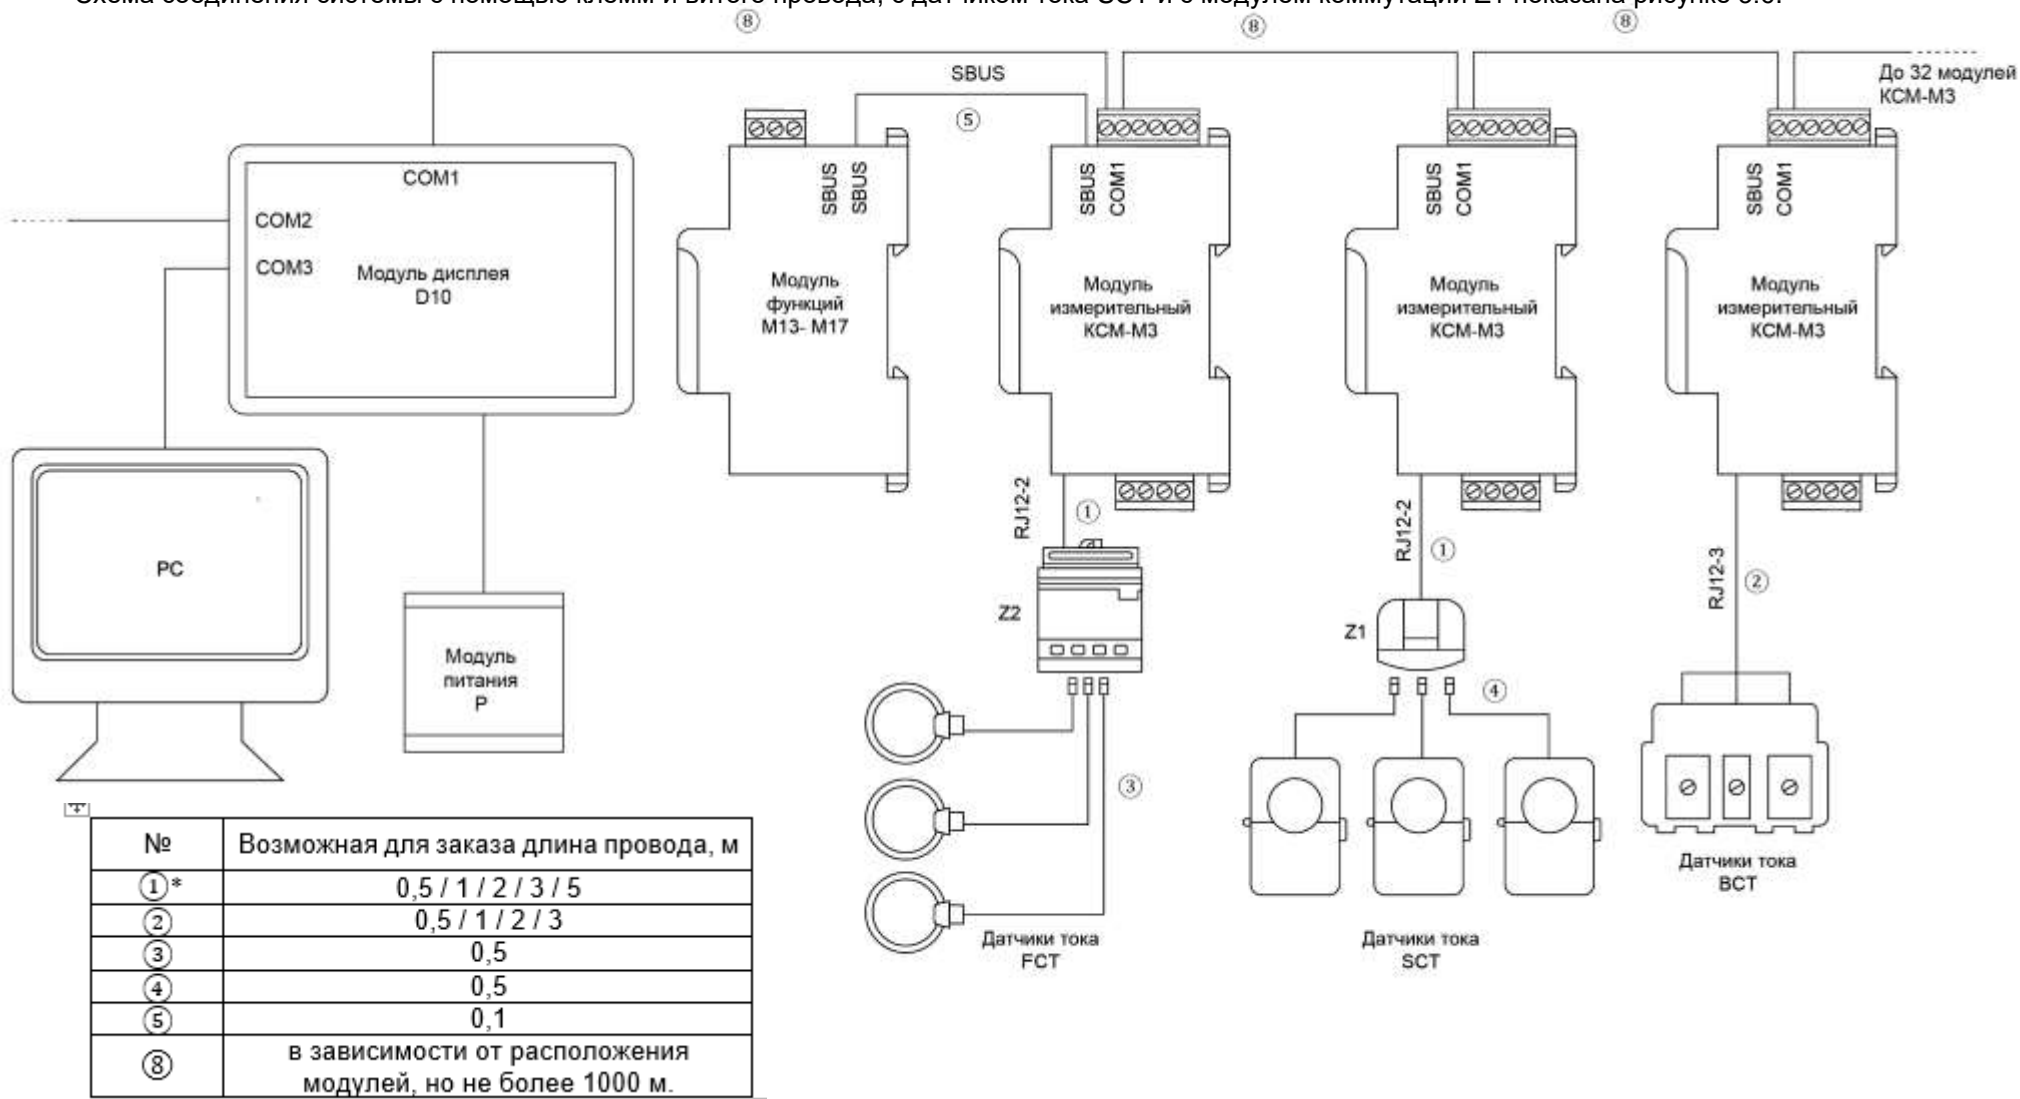 ⑧
⑧
⑧
SBUS
⑤
До 32 модулей
КСМ-М3
COM1
COM2
COM3
Модуль дисплея
D10
SBUS
SBUS
Модуль
функций
М13- М17
SBUS
COM1
Модуль
измерительный
КСМ-М3
SBUS
COM1
Модуль
измерительный
КСМ-М3
SBUS
COM1
Модуль
измерительный
КСМ-М3
PC
Модуль
питания
P
RJ12-2
①
Z2
③
Датчики тока
FCT
RJ12-2
①
Z1
④
Датчики тока
SCT
RJ12-3
②
Датчики тока
BCT
№ Возможная для заказа длина провода, м
①* 0,5 / 1 / 2 / 3 / 5
② 0,5 / 1 / 2 / 3
③ 0,5
④ 0,5
⑤ 0,1
⑧ в зависимости от расположения
модулей, но не более 1000 м.